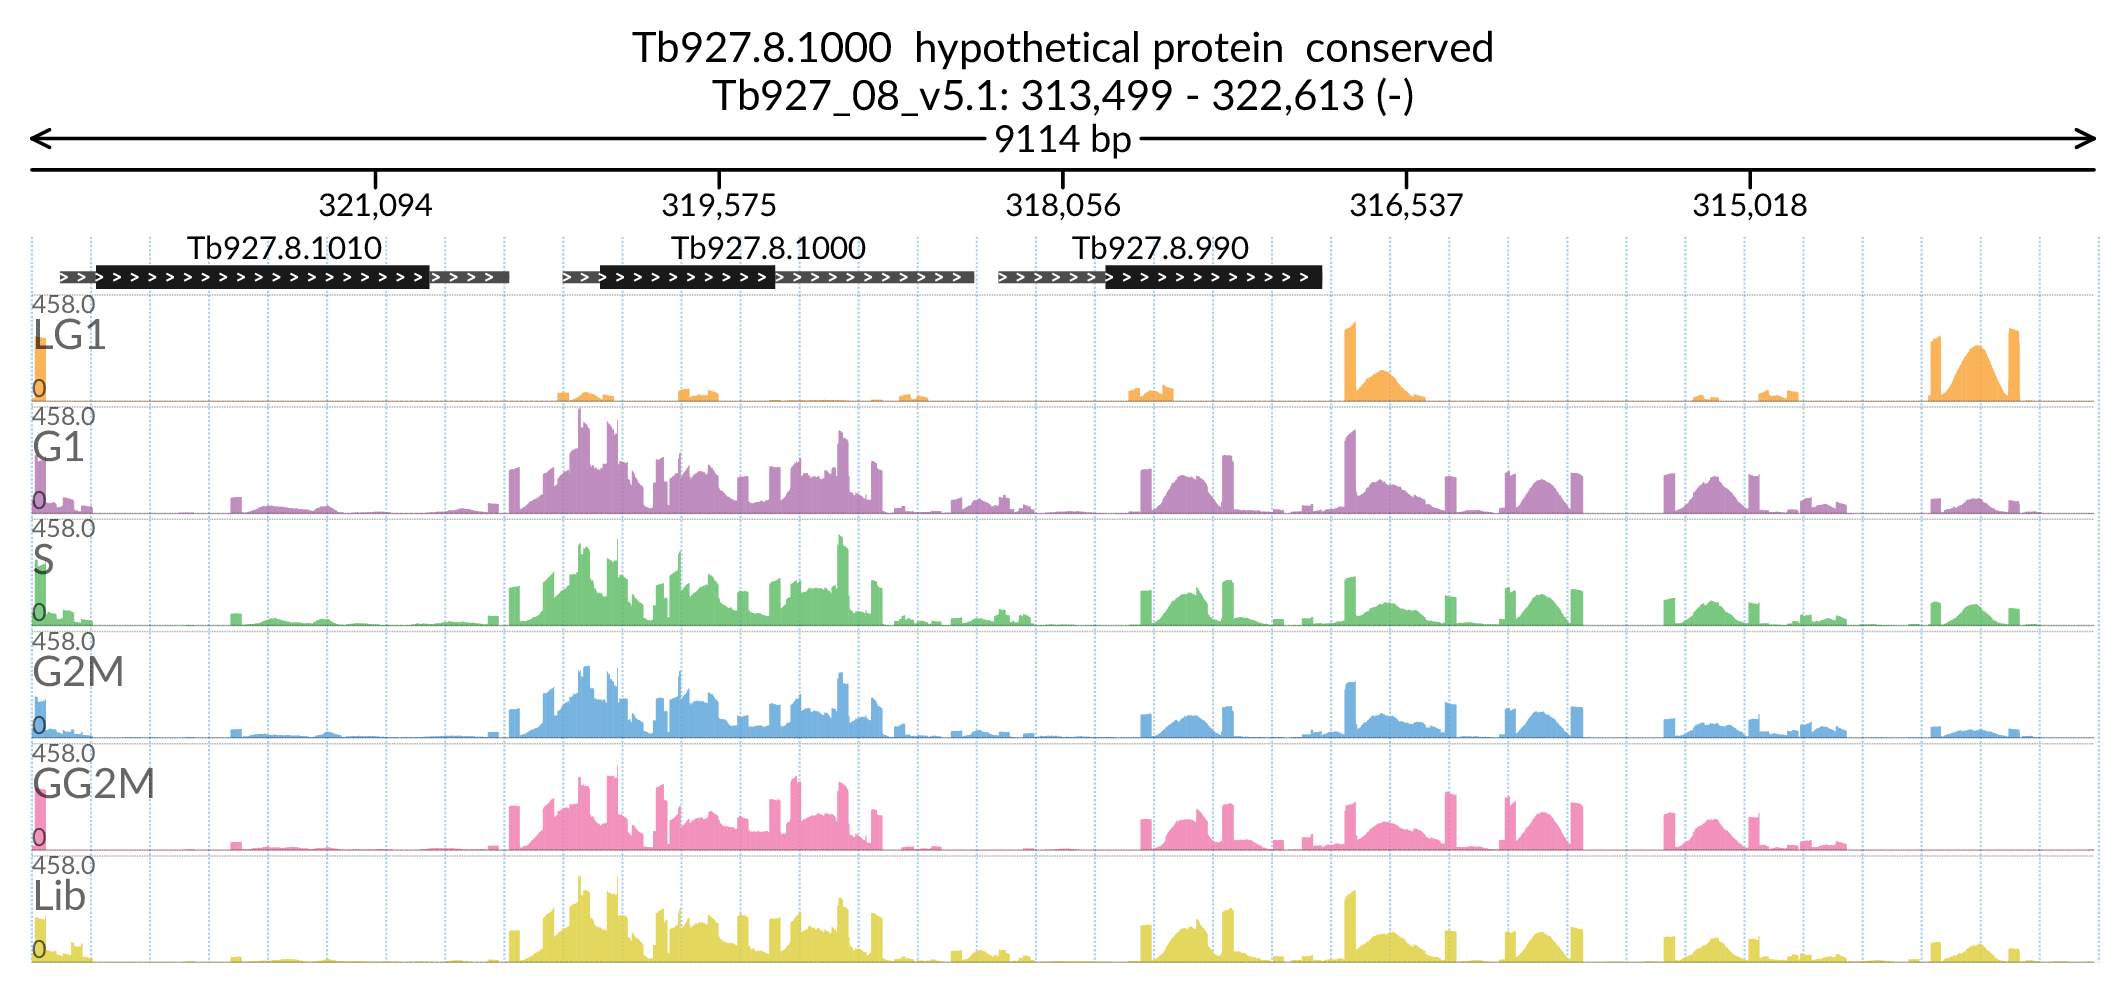 Tb927.8.1000 hypothetical protein conserved
Tb927_08_v5.1: 313,499 - 322,613 (-)
9114 bp
321,094 319,575 318,056 316,537 315,018
Tb927.8.1010 Tb927.8.1000 Tb927.8.990
458.0
LG1
0
458.0
G1
0
458.0
S
0
458.0
G2M
0
458.0
GG2M
0
458.0
Lib
0